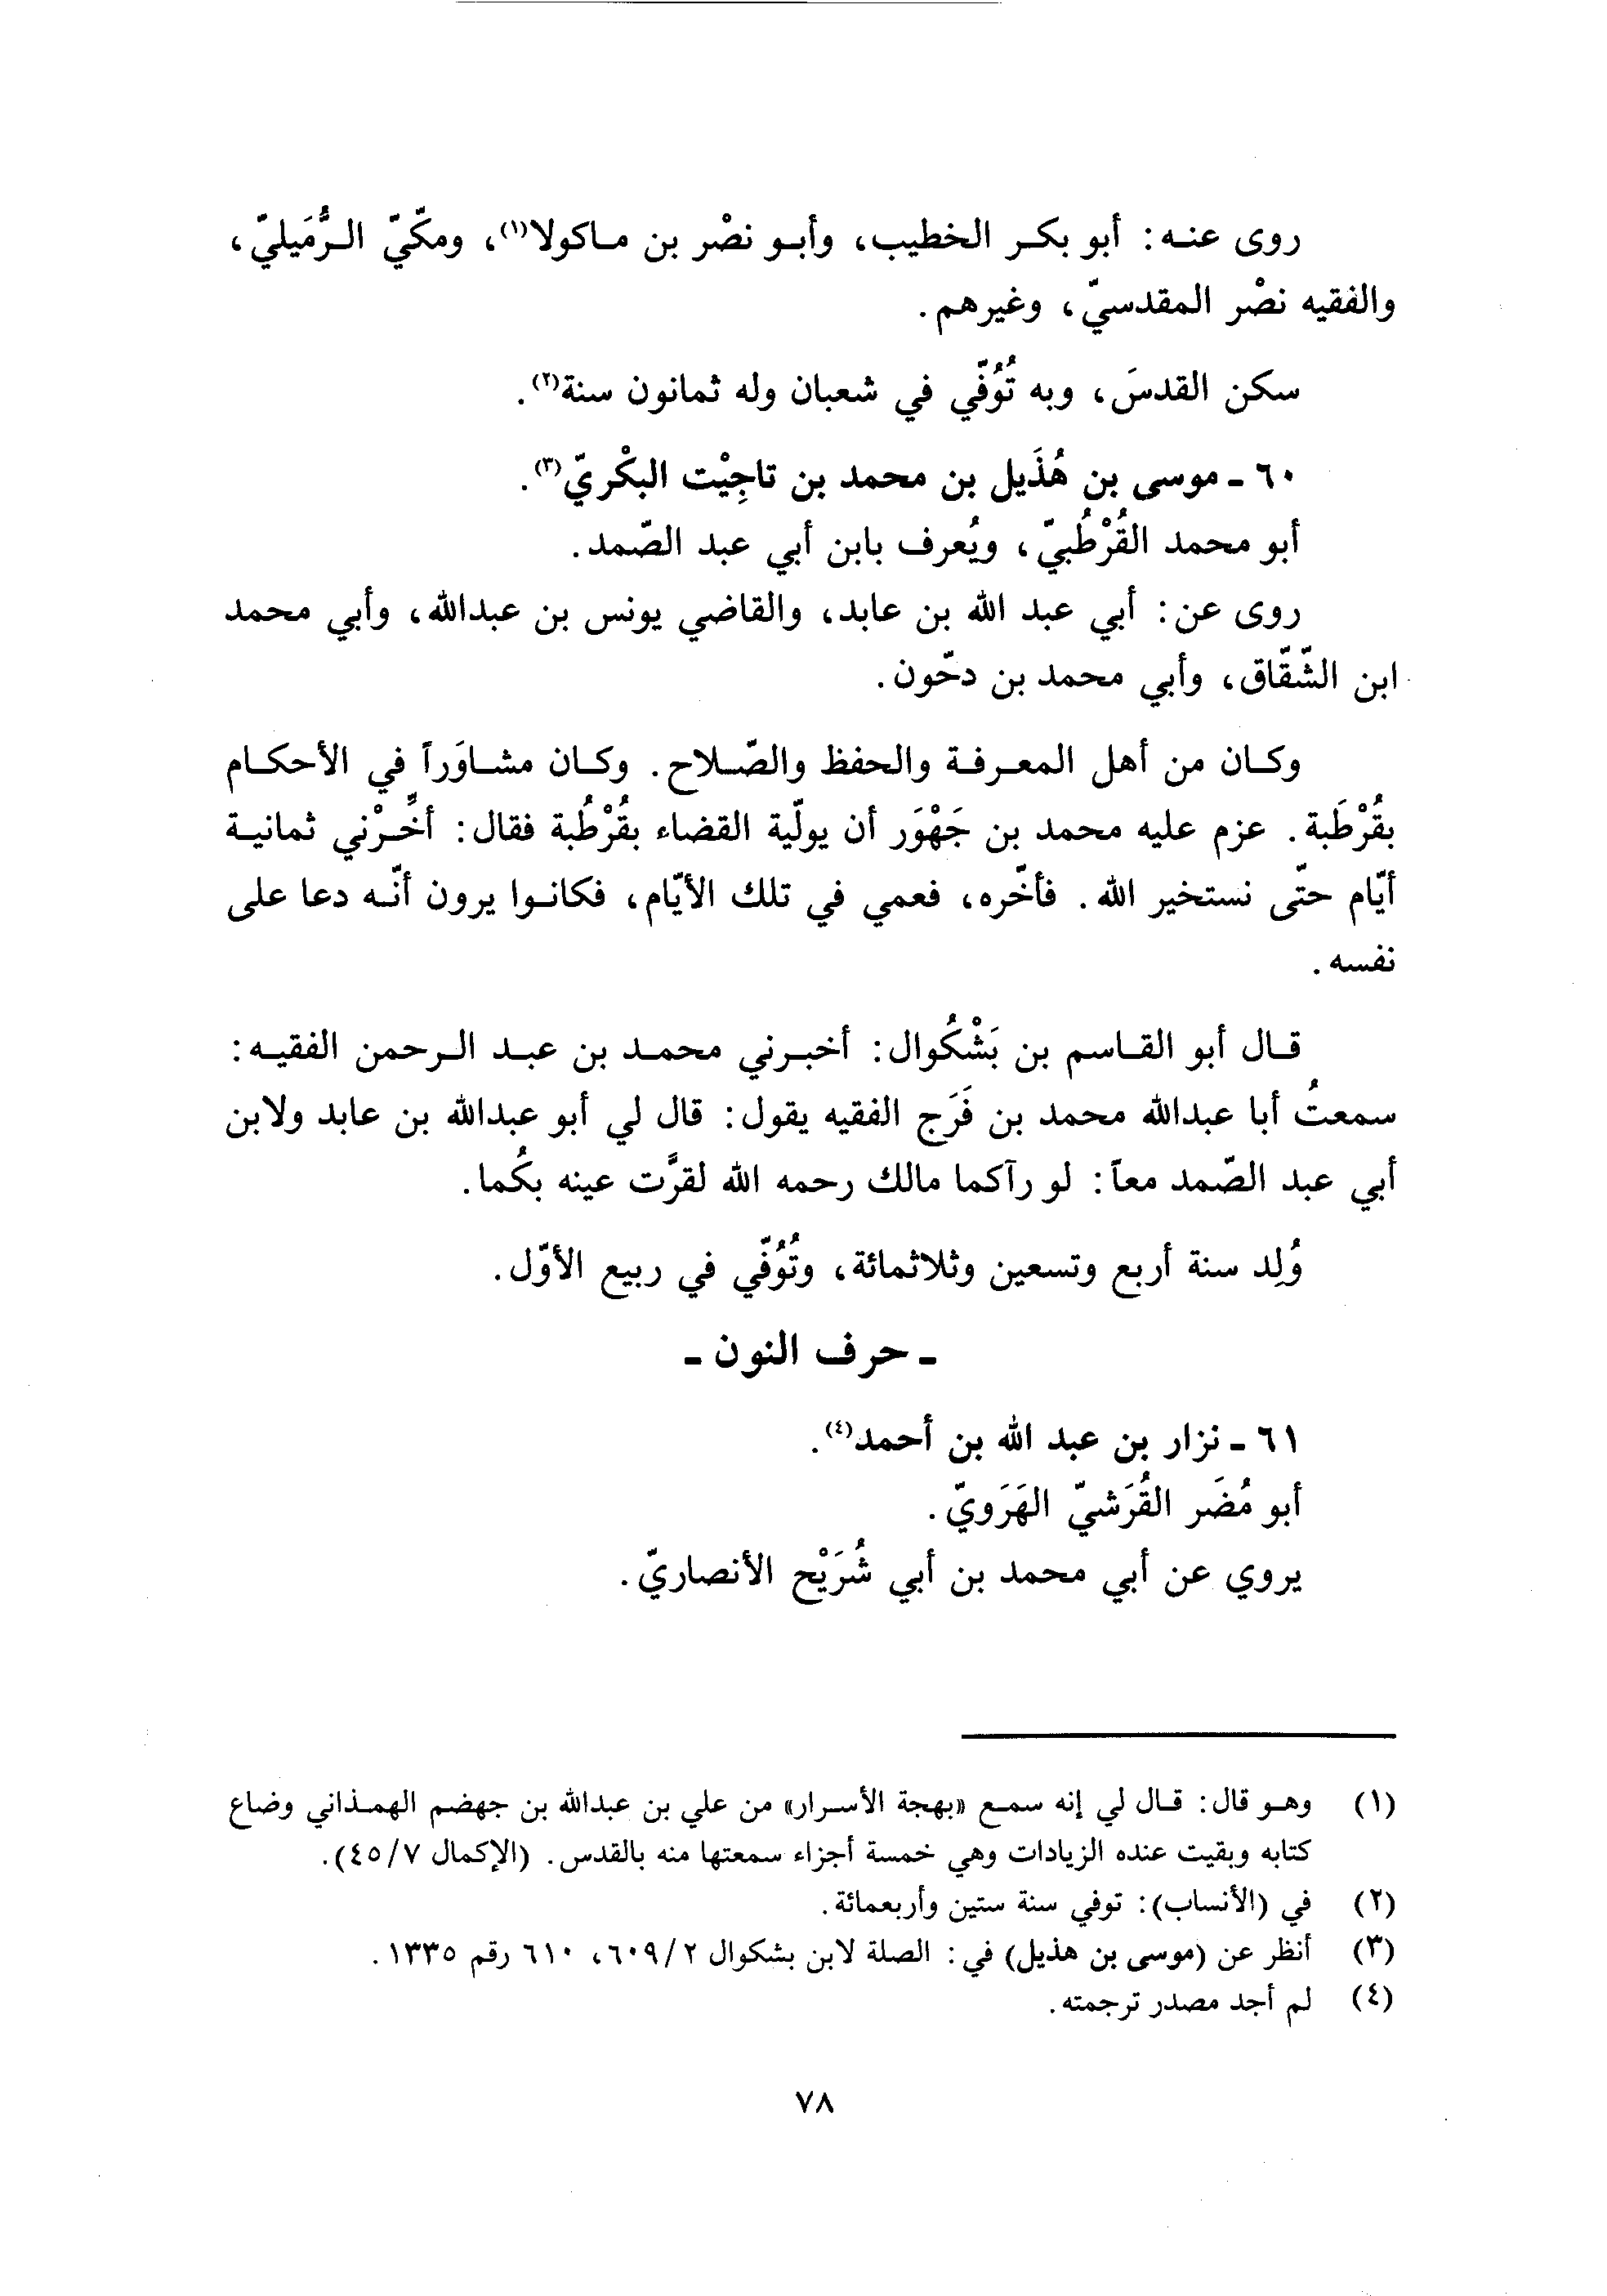 روى عنه: أبو بكر الخطيب، وأبو نصْر بن ماكولا(١)، ومكّيّ الرُّمَيليّ،
والفقيه نصْر المقدسيّ، وغيرهم.
سكن القدسَ، وبه تُوُفّي في شعبان وله ثمانون سنة(٢).
٦٠ ـ موسى بن هُذَيل بن محمد بن تاجِيْت البكْريّ(٣).
أبو محمد القُرْطُبيّ، ويُعرف بابن أبي عبد الصّمد.
روى عن: أبي عبد الله بن عابد، والقاضي يونس بن عبدالله، وأبي محمد
ابن الشّقّاق، وأبي محمد بن دحّون.
وكان من أهل المعرفة والحفظ والصّلاح. وكان مشاوَراً في الأحكام
بقُرْطَبة. عزم عليه محمد بن جَهْوَر أن يولّية القضاء بقُرْطُبة فقال: أخِّرْني ثمانية
أيّام حتّى نستخير الله. فأخّره، فعمي في تلك الأيّام، فكانوا يرون أنّه دعا على
نفسه.
قال أبو القاسم بن بَشْكُوال: أخبرني محمد بن عبد الرحمن الفقيه:
سمعتُ أبا عبدالله محمد بن فَرَج الفقيه يقول: قال لي أبو عبدالله بن عابد ولابن
أبي عبد الصّمد معاً: لو رآكما مالك رحمه الله لقرَّت عينه بكُما.
وُلِد سنة أربع وتسعين وثلاثمائة، وتُوُفّي في ربيع الأوّل.
ـ حرف النون ـ
٦١ ـ نزار بن عبد الله بن أحمد(٤).
أبو مُضَر القُرَشيّ الهَرَويّ.
يروي عن أبي محمد بن أبي شُرَيْح الأنصاريّ.
(١) وهو قال: قال لي إنه سمع «بهجة الأسرار» من علي بن عبدالله بن جهضم الهمذاني وضاع
كتابه وبقيت عنده الزيادات وهي خمسة أجزاء سمعتها منه بالقدس. (الإكمال ٤٥/٧).
(٢) في (الأنساب): توفي سنة ستين وأربعمائة.
(٣) أنظر عن (موسى بن هذيل) في: الصلة لابن بشكوال ٦٠٩/٢، ٦١٠ رقم ١٣٣٥.
(٤) لم أجد مصدر ترجمته.
٧٨